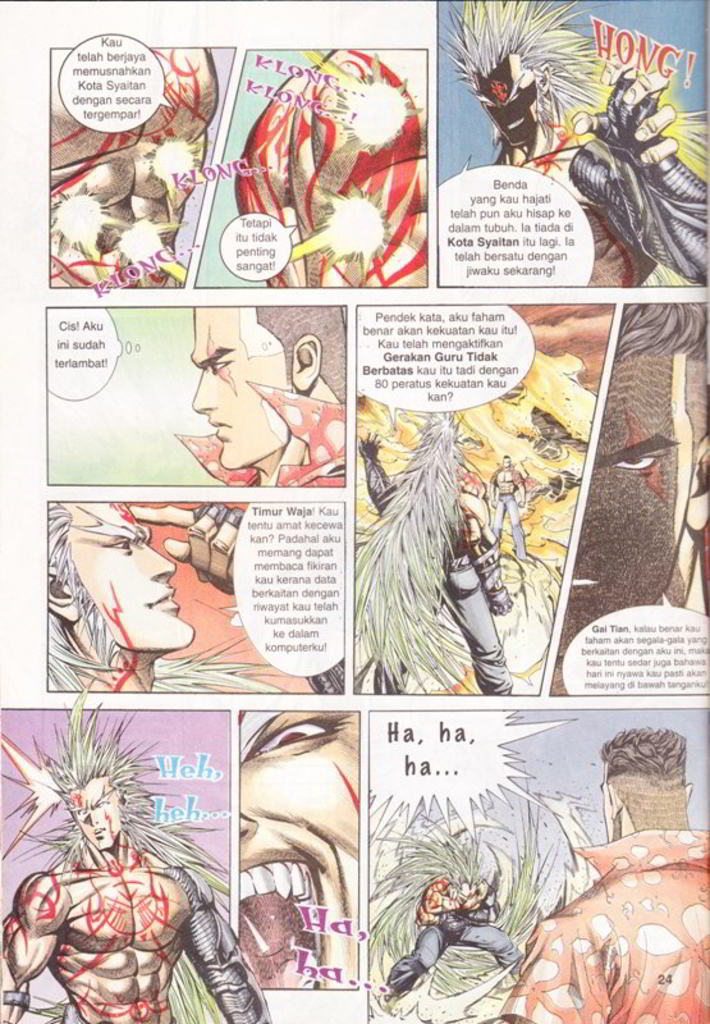 Kau
telah berjaya
memusnahkan
Kota Syaitan
dengan secara
tergempar!
KLONG...
KLONG...
KLONG...!
KLONG...
Tetapi
itu tidak
penting
sangat!
HONG!
Benda
yang kau hajati
telah pun aku hisap ke
dalam tubuh. Ia tiada di
Kota Syaitan itu lagi. Ia
telah bersatu dengan
jiwaku sekarang!
Cis! Aku
ini sudah
terlambat!
Pendek kata, aku faham
benar akan kekuatan kau itu!
Kau telah mengaktifkan
Gerakan Guru Tidak
Berbatas kau itu tadi dengan
80 peratus kekuatan kau
kan?
Timur Waja! Kau
tentu amat kecewa
kan? Padahal aku
memang dapat
membaca fikiran
kau kerana data
berkaitan dengan
riwayat kau telah
kumasukkan
ke dalam
komputerku!
Gai Tian, kalau benar kau
faham akan segala-gala yang
berkaitan dengan aku ini, maka
kau tentu sedar juga bahawa
hari ini nyawa kau pasti akan
melayang di bawah tanganku!
Heh,
heh...
Ha,
ha...
Ha, ha,
ha...
24